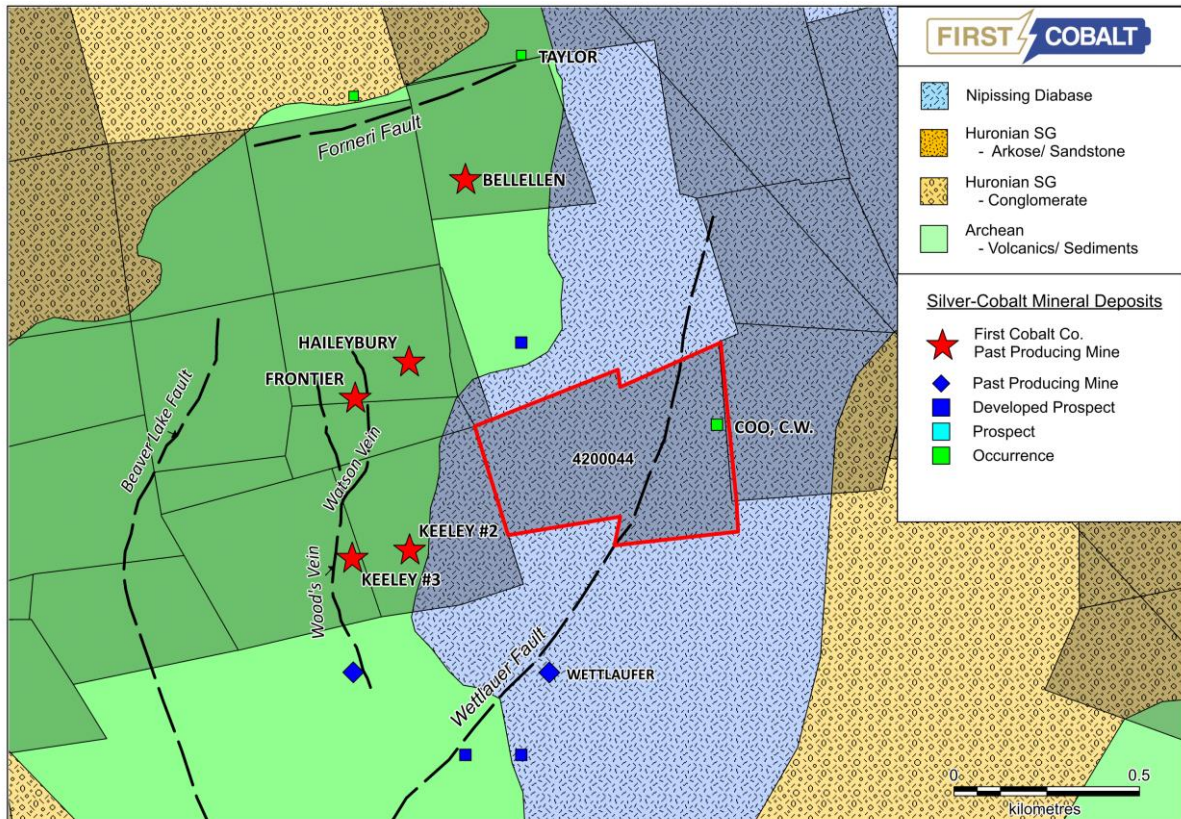 FIRST COBALT
Nipissing Diabase
Huronian SG
- Arkose/ Sandstone
Huronian SG
- Conglomerate
Archean
- Volcanics/ Sediments
Silver-Cobalt Mineral Deposits
First Cobalt Co.
Past Producing Mine
Past Producing Mine
Developed Prospect
Prospect
Occurrence
TAYLOR
Forneri Fault
BELLELLEN
HAILEYBURY
FRONTIER
Beaver Lake Fault
Watson Vein
COO, C.W.
4200044
KEELEY #2
KEELEY #3
Wood's Vein
Wettlauer Fault
WETTLAUFER
0 0.5
kilometres